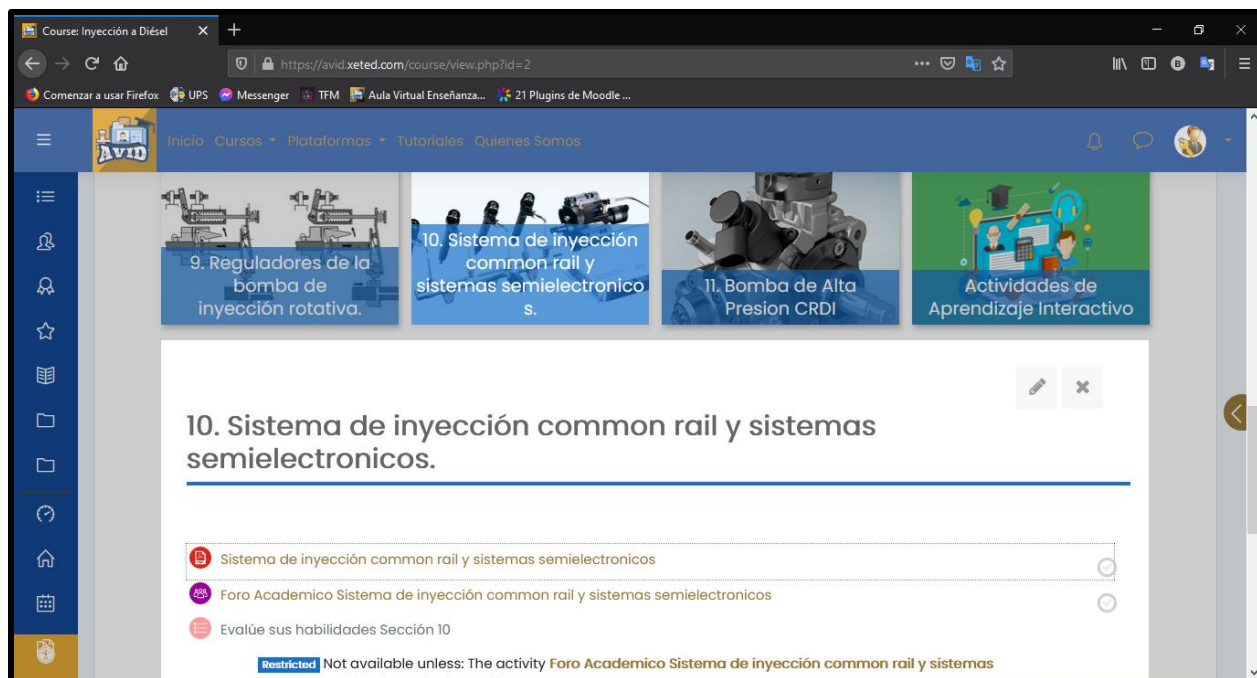 Course: Inyección a Diésel
https://avid.xeted.com/course/view.php?id=2
Comenzar a usar Firefox UPS Messenger TFM Aula Virtual Enseñanza... 21 Plugins de Moodle ...
AVID
Inicio Cursos Plataformas Tutoriales Quienes Somos
9. Reguladores de la
bomba de
inyección rotativa.
10. Sistema de inyección
common rail y
sistemas semielectronico
s.
11. Bomba de Alta
Presion CRDI
Actividades de
Aprendizaje Interactivo
10. Sistema de inyección common rail y sistemas
semielectronicos.
Sistema de inyección common rail y sistemas semielectronicos
Foro Academico Sistema de inyección common rail y sistemas semielectronicos
Evalúe sus habilidades Sección 10
Restricted Not available unless: The activity Foro Academico Sistema de inyección common rail y sistemas